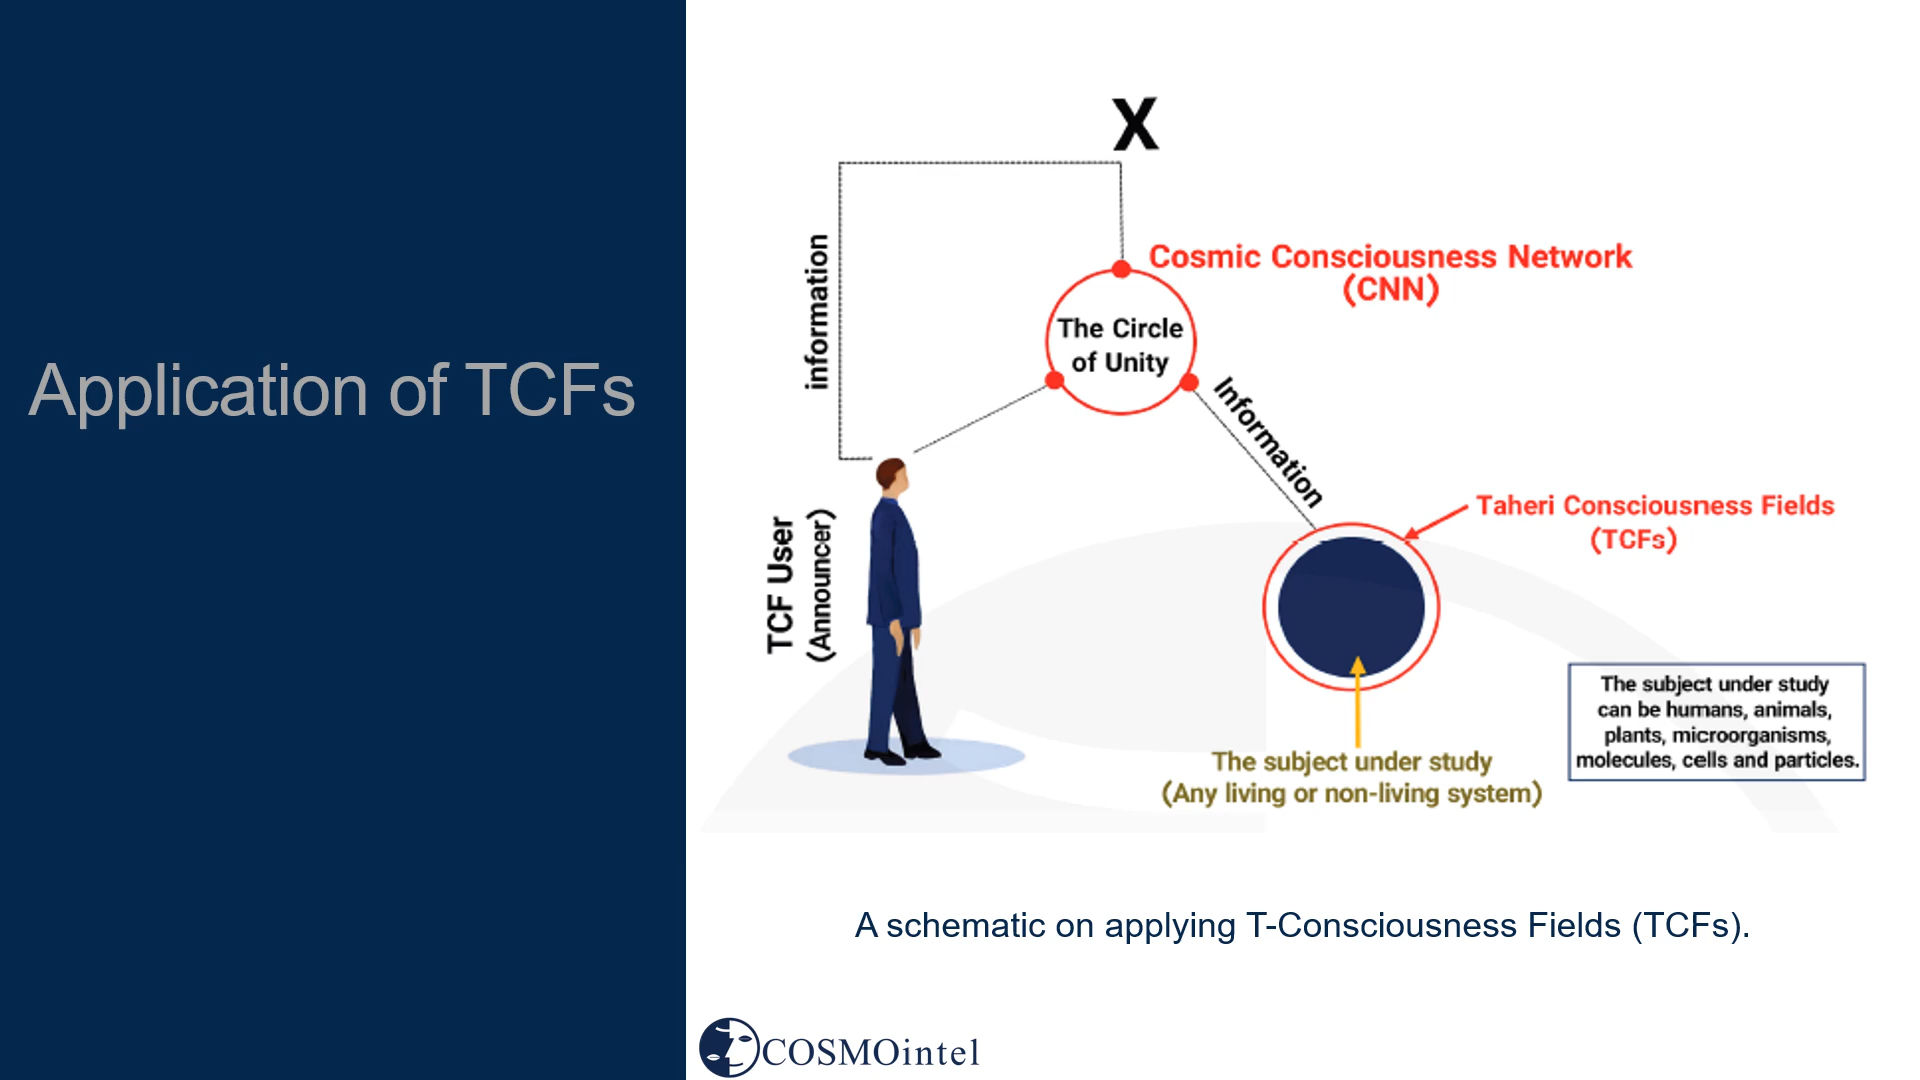 Application of TCFs
X
information
Cosmic Consciousness Network
(CNN)
The Circle
of Unity
Information
Taheri Consciousness Fields
(TCFs)
TCF User
(Announcer)
The subject under study
can be humans, animals,
plants, microorganisms,
molecules, cells and particles.
The subject under study
(Any living or non-living system)
A schematic on applying T-Consciousness Fields (TCFs).
COSMOintel